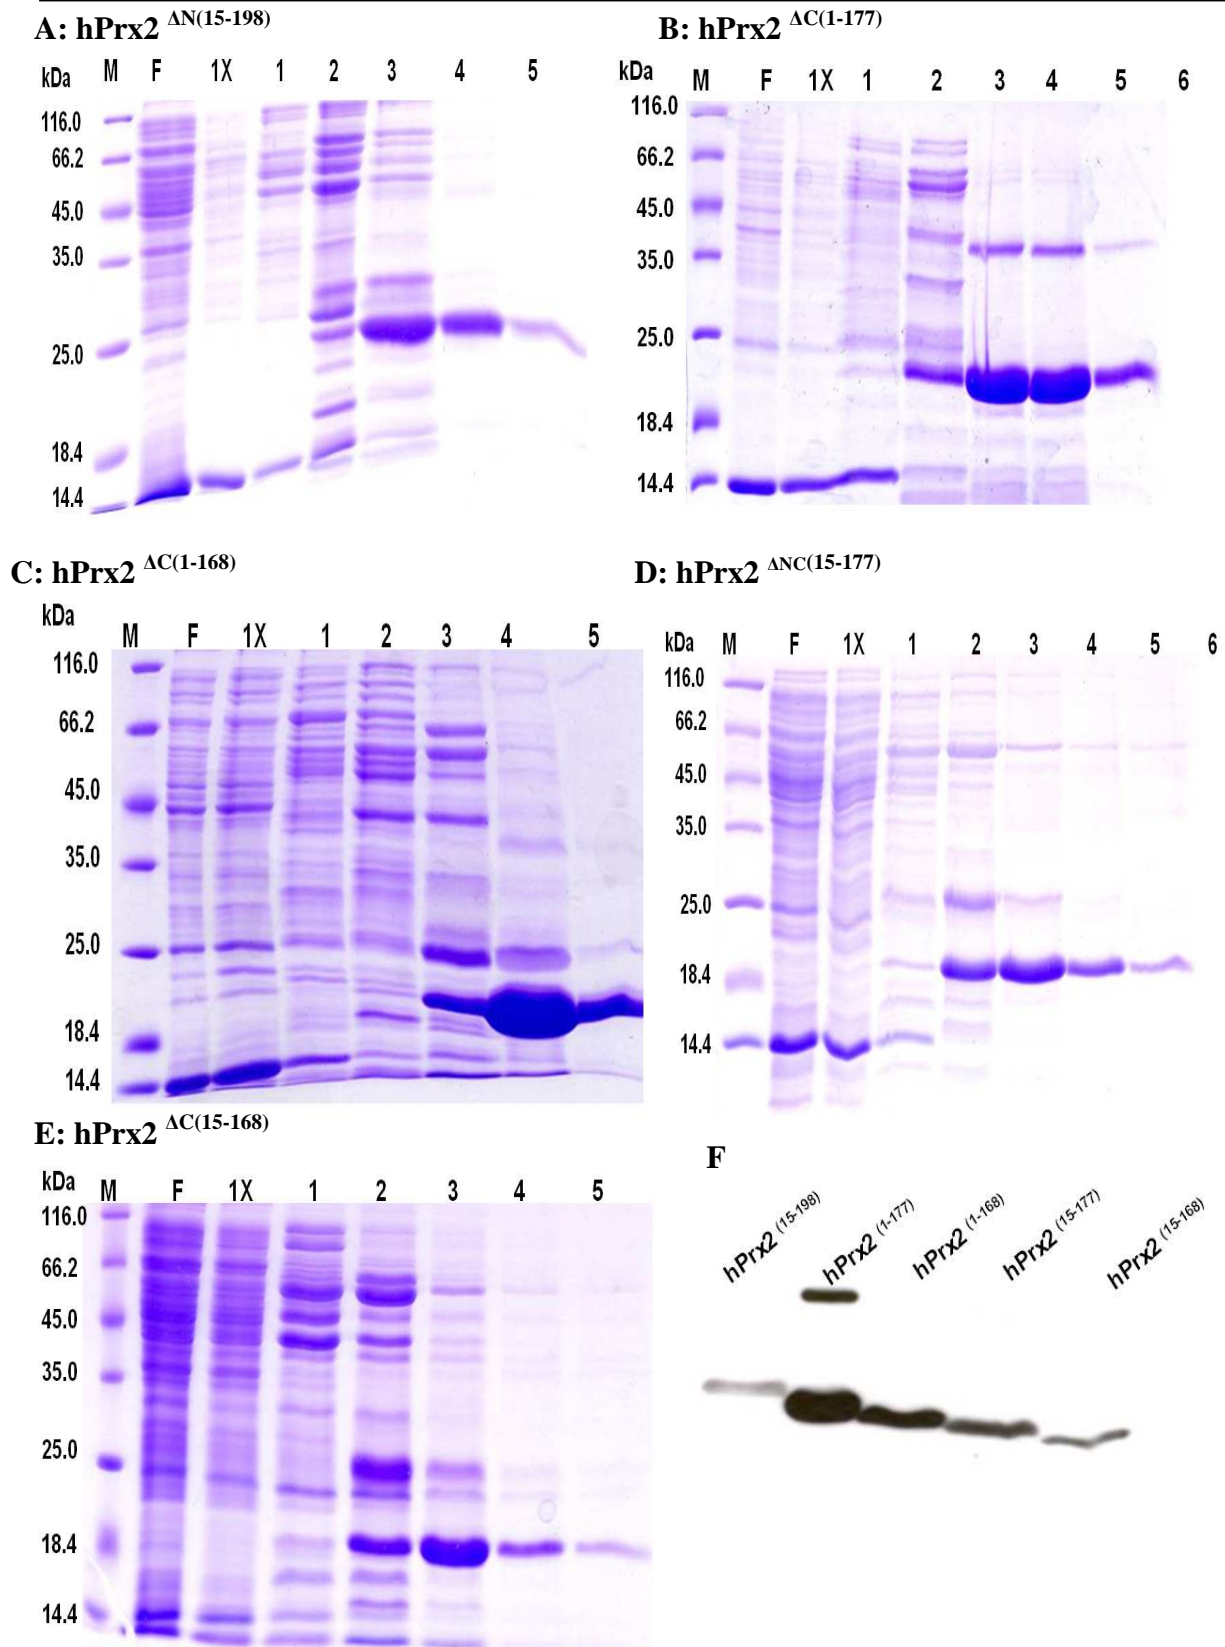 A: hPrx2 ΔN(15-198)
kDa M F 1X 1 2 3 4 5
116.0
66.2
45.0
35.0
25.0
18.4
14.4
B: hPrx2 ΔC(1-177)
kDa M F 1X 1 2 3 4 5 6
116.0
66.2
45.0
35.0
25.0
18.4
14.4
C: hPrx2 ΔC(1-168)
kDa
M F 1X 1 2 3 4 5
116.0
66.2
45.0
35.0
25.0
18.4
14.4
D: hPrx2 ΔNC(15-177)
kDa M F 1X 1 2 3 4 5 6
116.0
66.2
45.0
35.0
25.0
18.4
14.4
E: hPrx2 ΔC(15-168)
kDa M F 1X 1 2 3 4 5
116.0
66.2
45.0
35.0
25.0
18.4
14.4
F
hPrx2 (15-198)
hPrx2 (1-177)
hPrx2 (1-168)
hPrx2 (15-177)
hPrx2 (15-168)